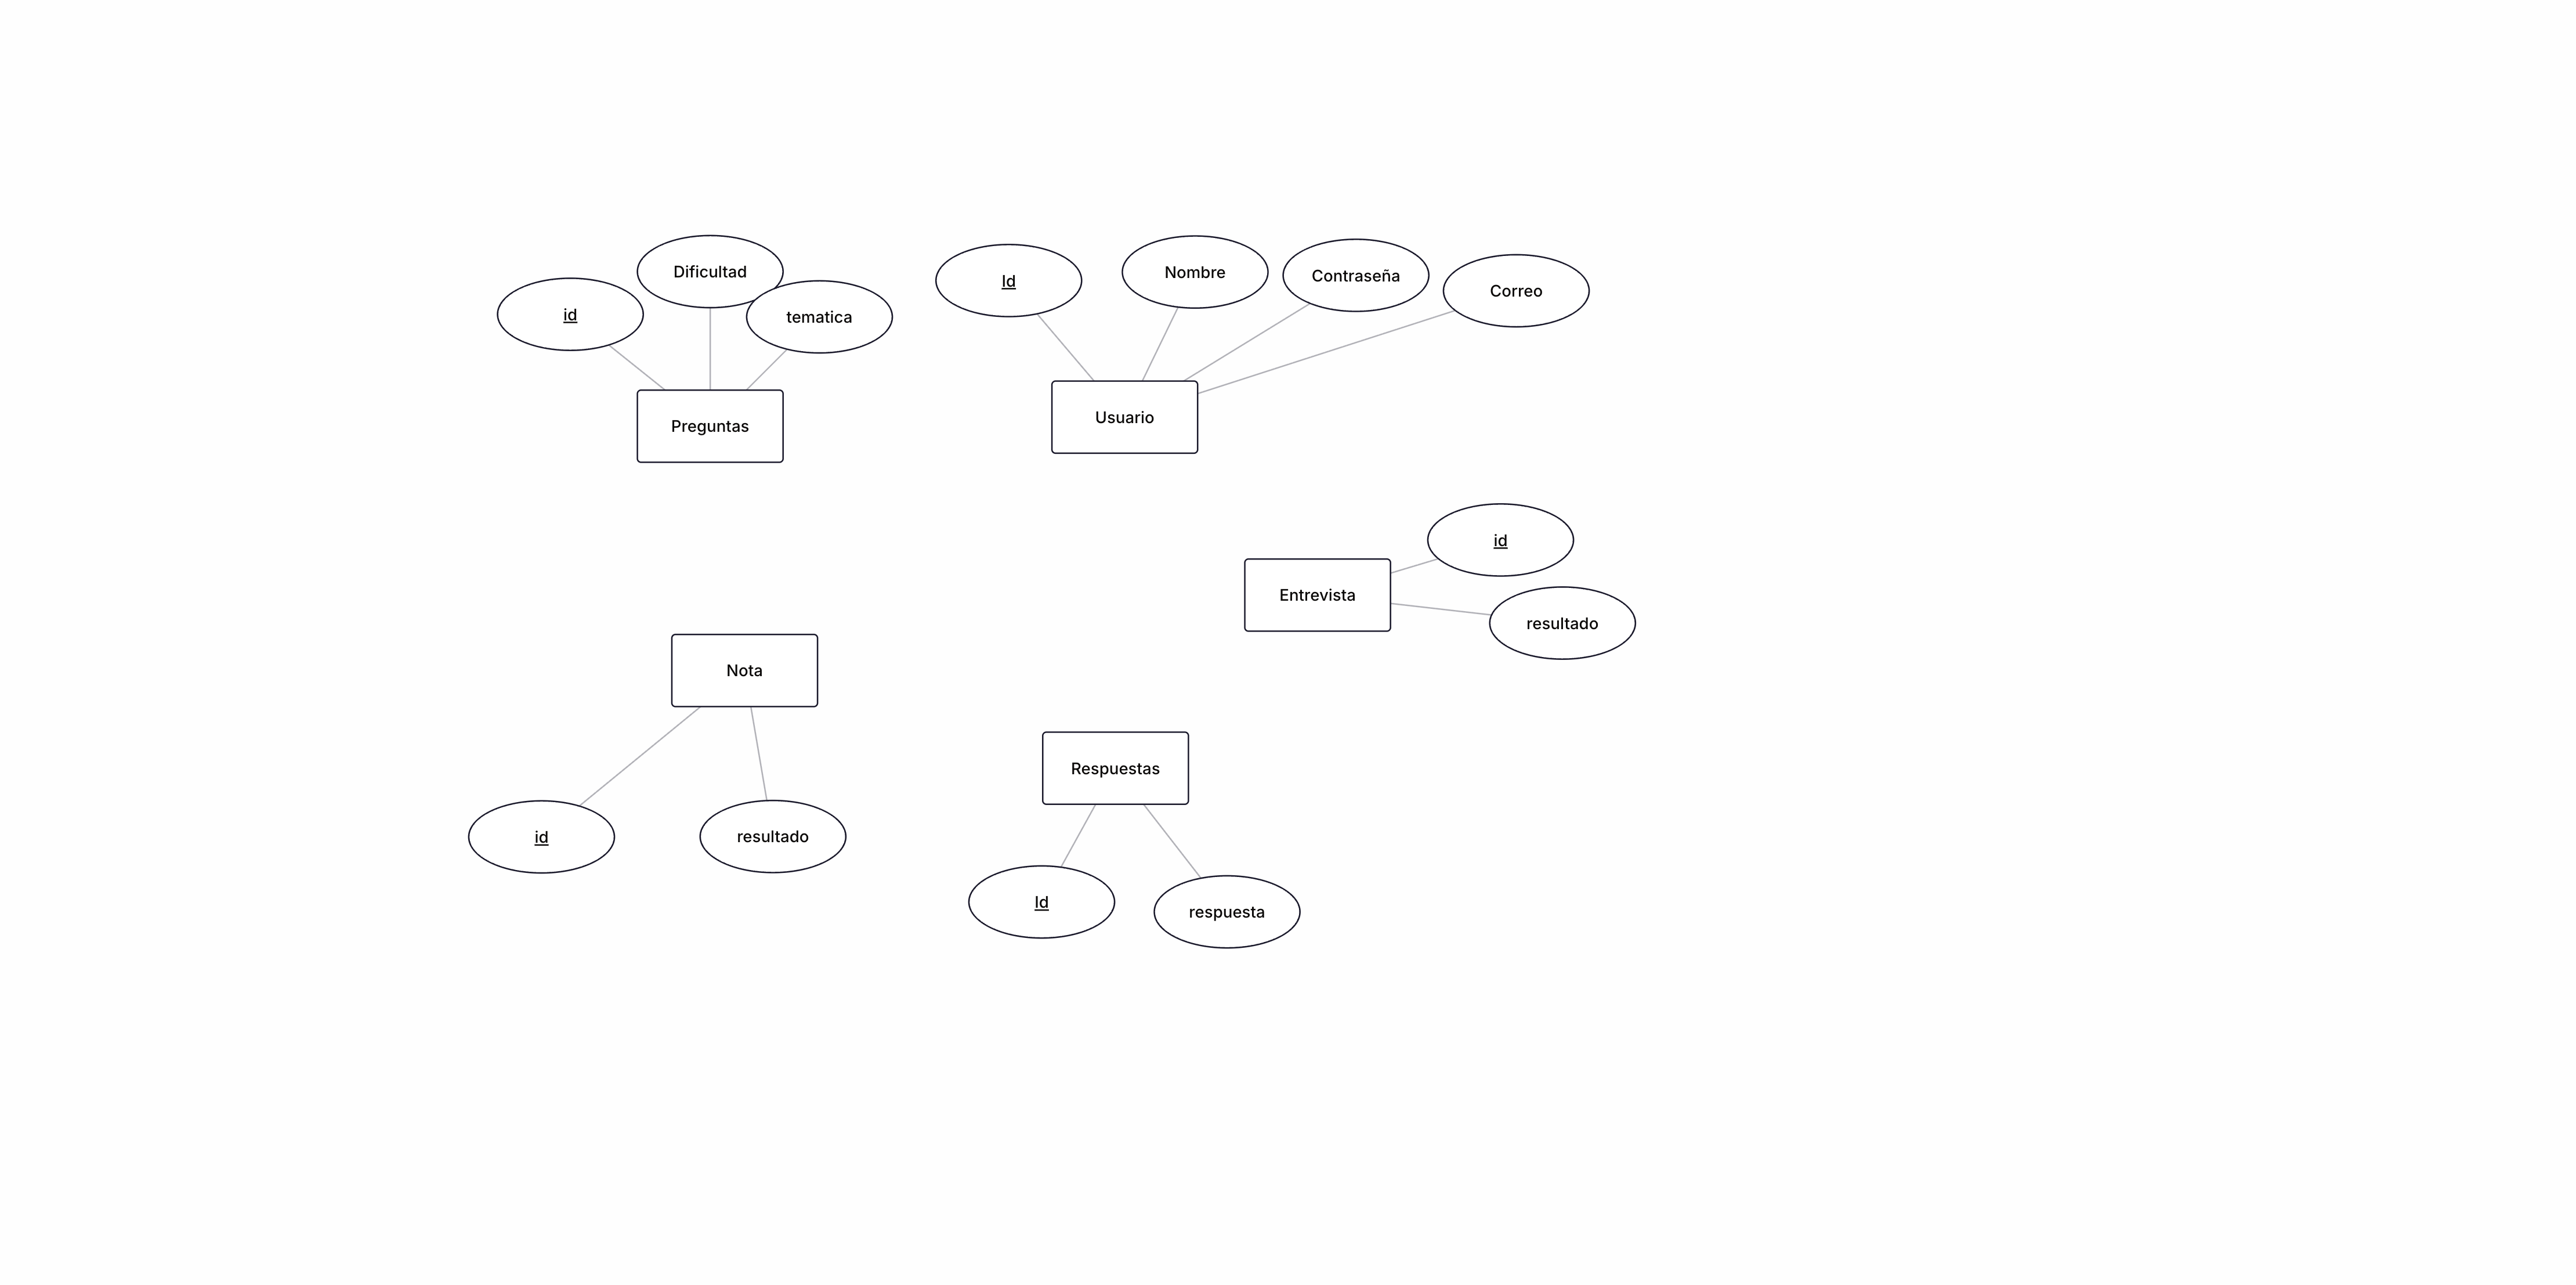 Dificultad
id
tematica
Preguntas
Id
Nombre
Contraseña
Correo
Usuario
id
Entrevista
resultado
Nota
id
resultado
Respuestas
Id
respuesta